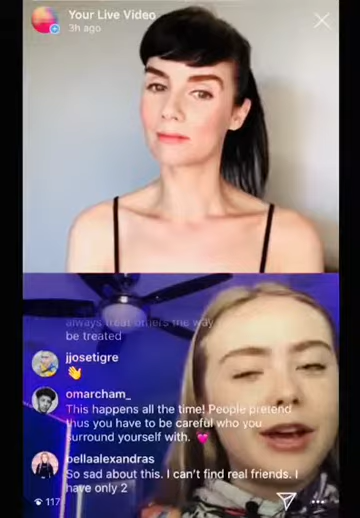 Your Live Video
3h ago
always treat others the way
be treated
jjosetigre
👋
omarcham_
This happens all the time! People pretend
thus you have to be careful who you
surround yourself with. 💗
bellaalexandras
So sad about this. I can't find real friends. I
have only 2
117